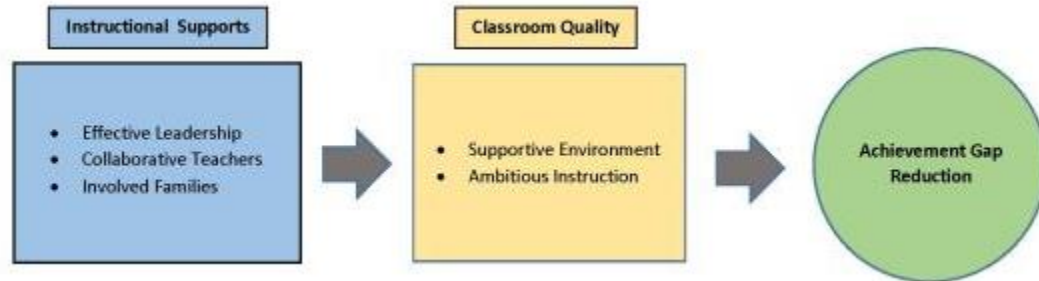 Instructional Supports
Effective Leadership
Collaborative Teachers
Involved Families
Classroom Quality
Supportive Environment
Ambitious Instruction
Achievement Gap
Reduction